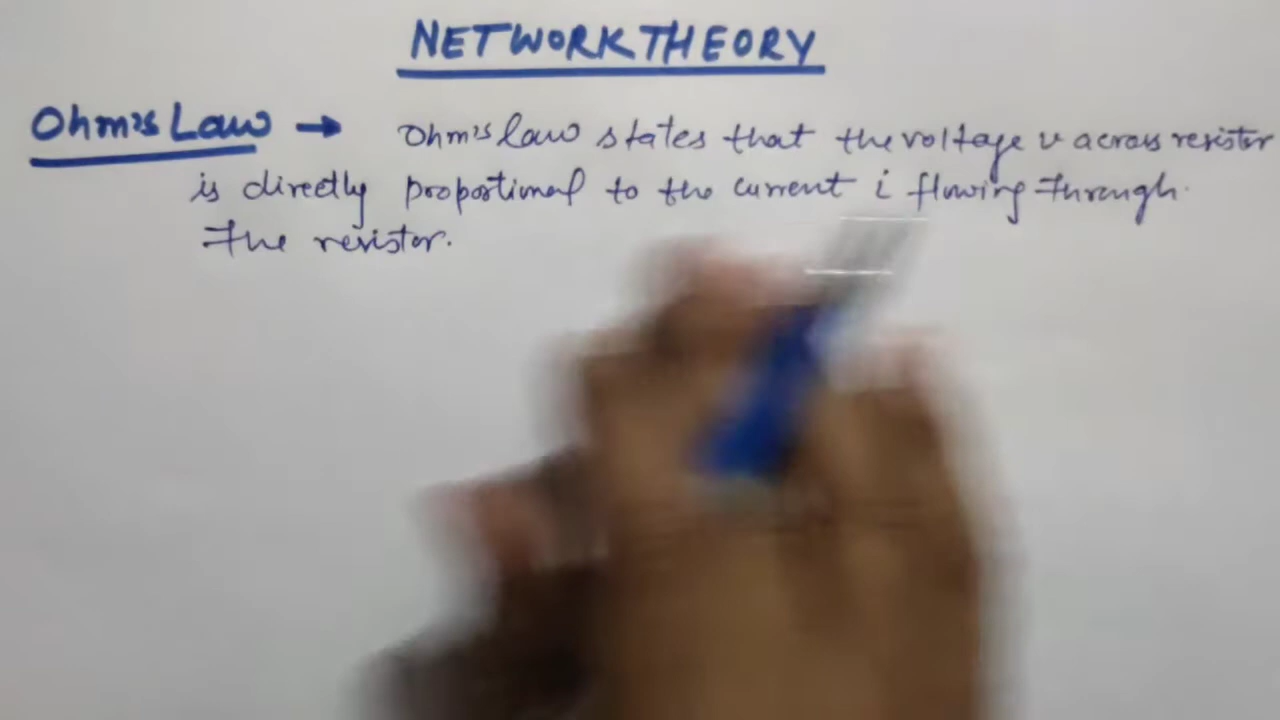 NETWORK THEORY
Ohm's Law → Ohm's law states that the voltage v across resistor
is directly proportional to the current i flowing through
the resistor.